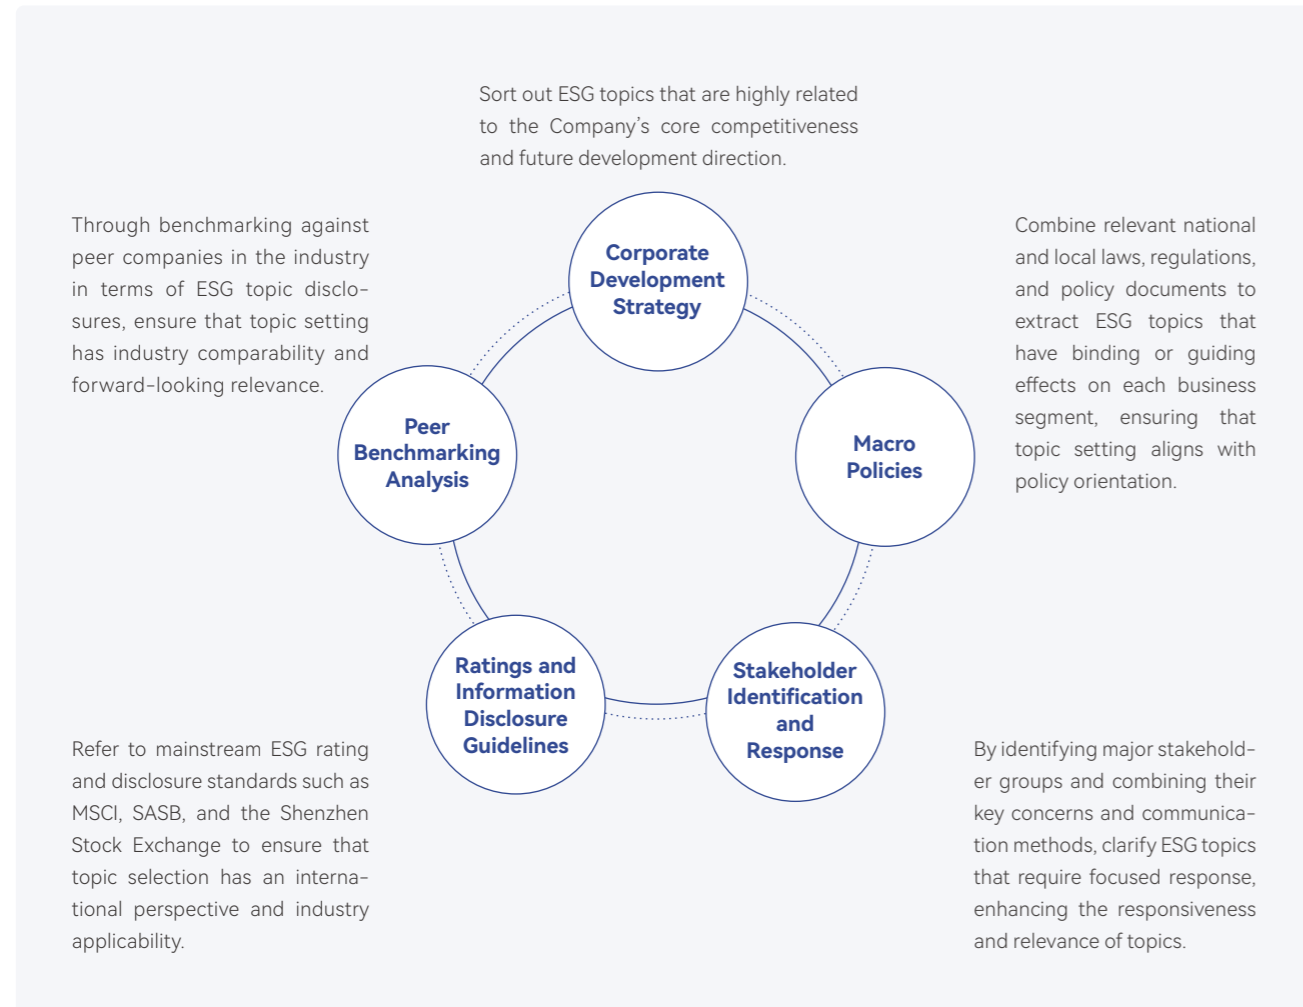 Sort out ESG topics that are highly related
to the Company's core competitiveness
and future development direction.
Corporate
Development
Strategy
Through benchmarking against
peer companies in the industry
in terms of ESG topic disclo-
sures, ensure that topic setting
has industry comparability and
forward-looking relevance.
Peer
Benchmarking
Analysis
Macro
Policies
Combine relevant national
and local laws, regulations,
and policy documents to
extract ESG topics that
have binding or guiding
effects on each business
segment, ensuring that
topic setting aligns with
policy orientation.
Ratings and
Information
Disclosure
Guidelines
Stakeholder
Identification
and
Response
Refer to mainstream ESG rating
and disclosure standards such as
MSCI, SASB, and the Shenzhen
Stock Exchange to ensure that
topic selection has an interna-
tional perspective and industry
applicability.
By identifying major stakehold-
er groups and combining their
key concerns and communica-
tion methods, clarify ESG topics
that require focused response,
enhancing the responsiveness
and relevance of topics.